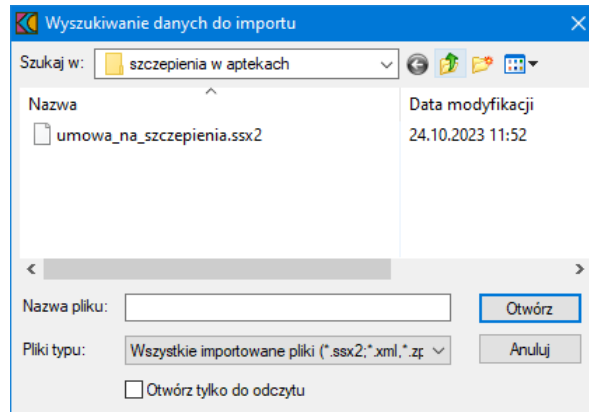 Wyszukiwanie danych do importu
Szukaj w: szczepienia w aptekach
Nazwa Data modyfikacji
umowa_na_szczepienia.ssx2 24.10.2023 11:52
Nazwa pliku: Otwórz
Pliki typu: Wszystkie importowane pliki (*.ssx2;*.xml,*.zp Anuluj
Otwórz tylko do odczytu